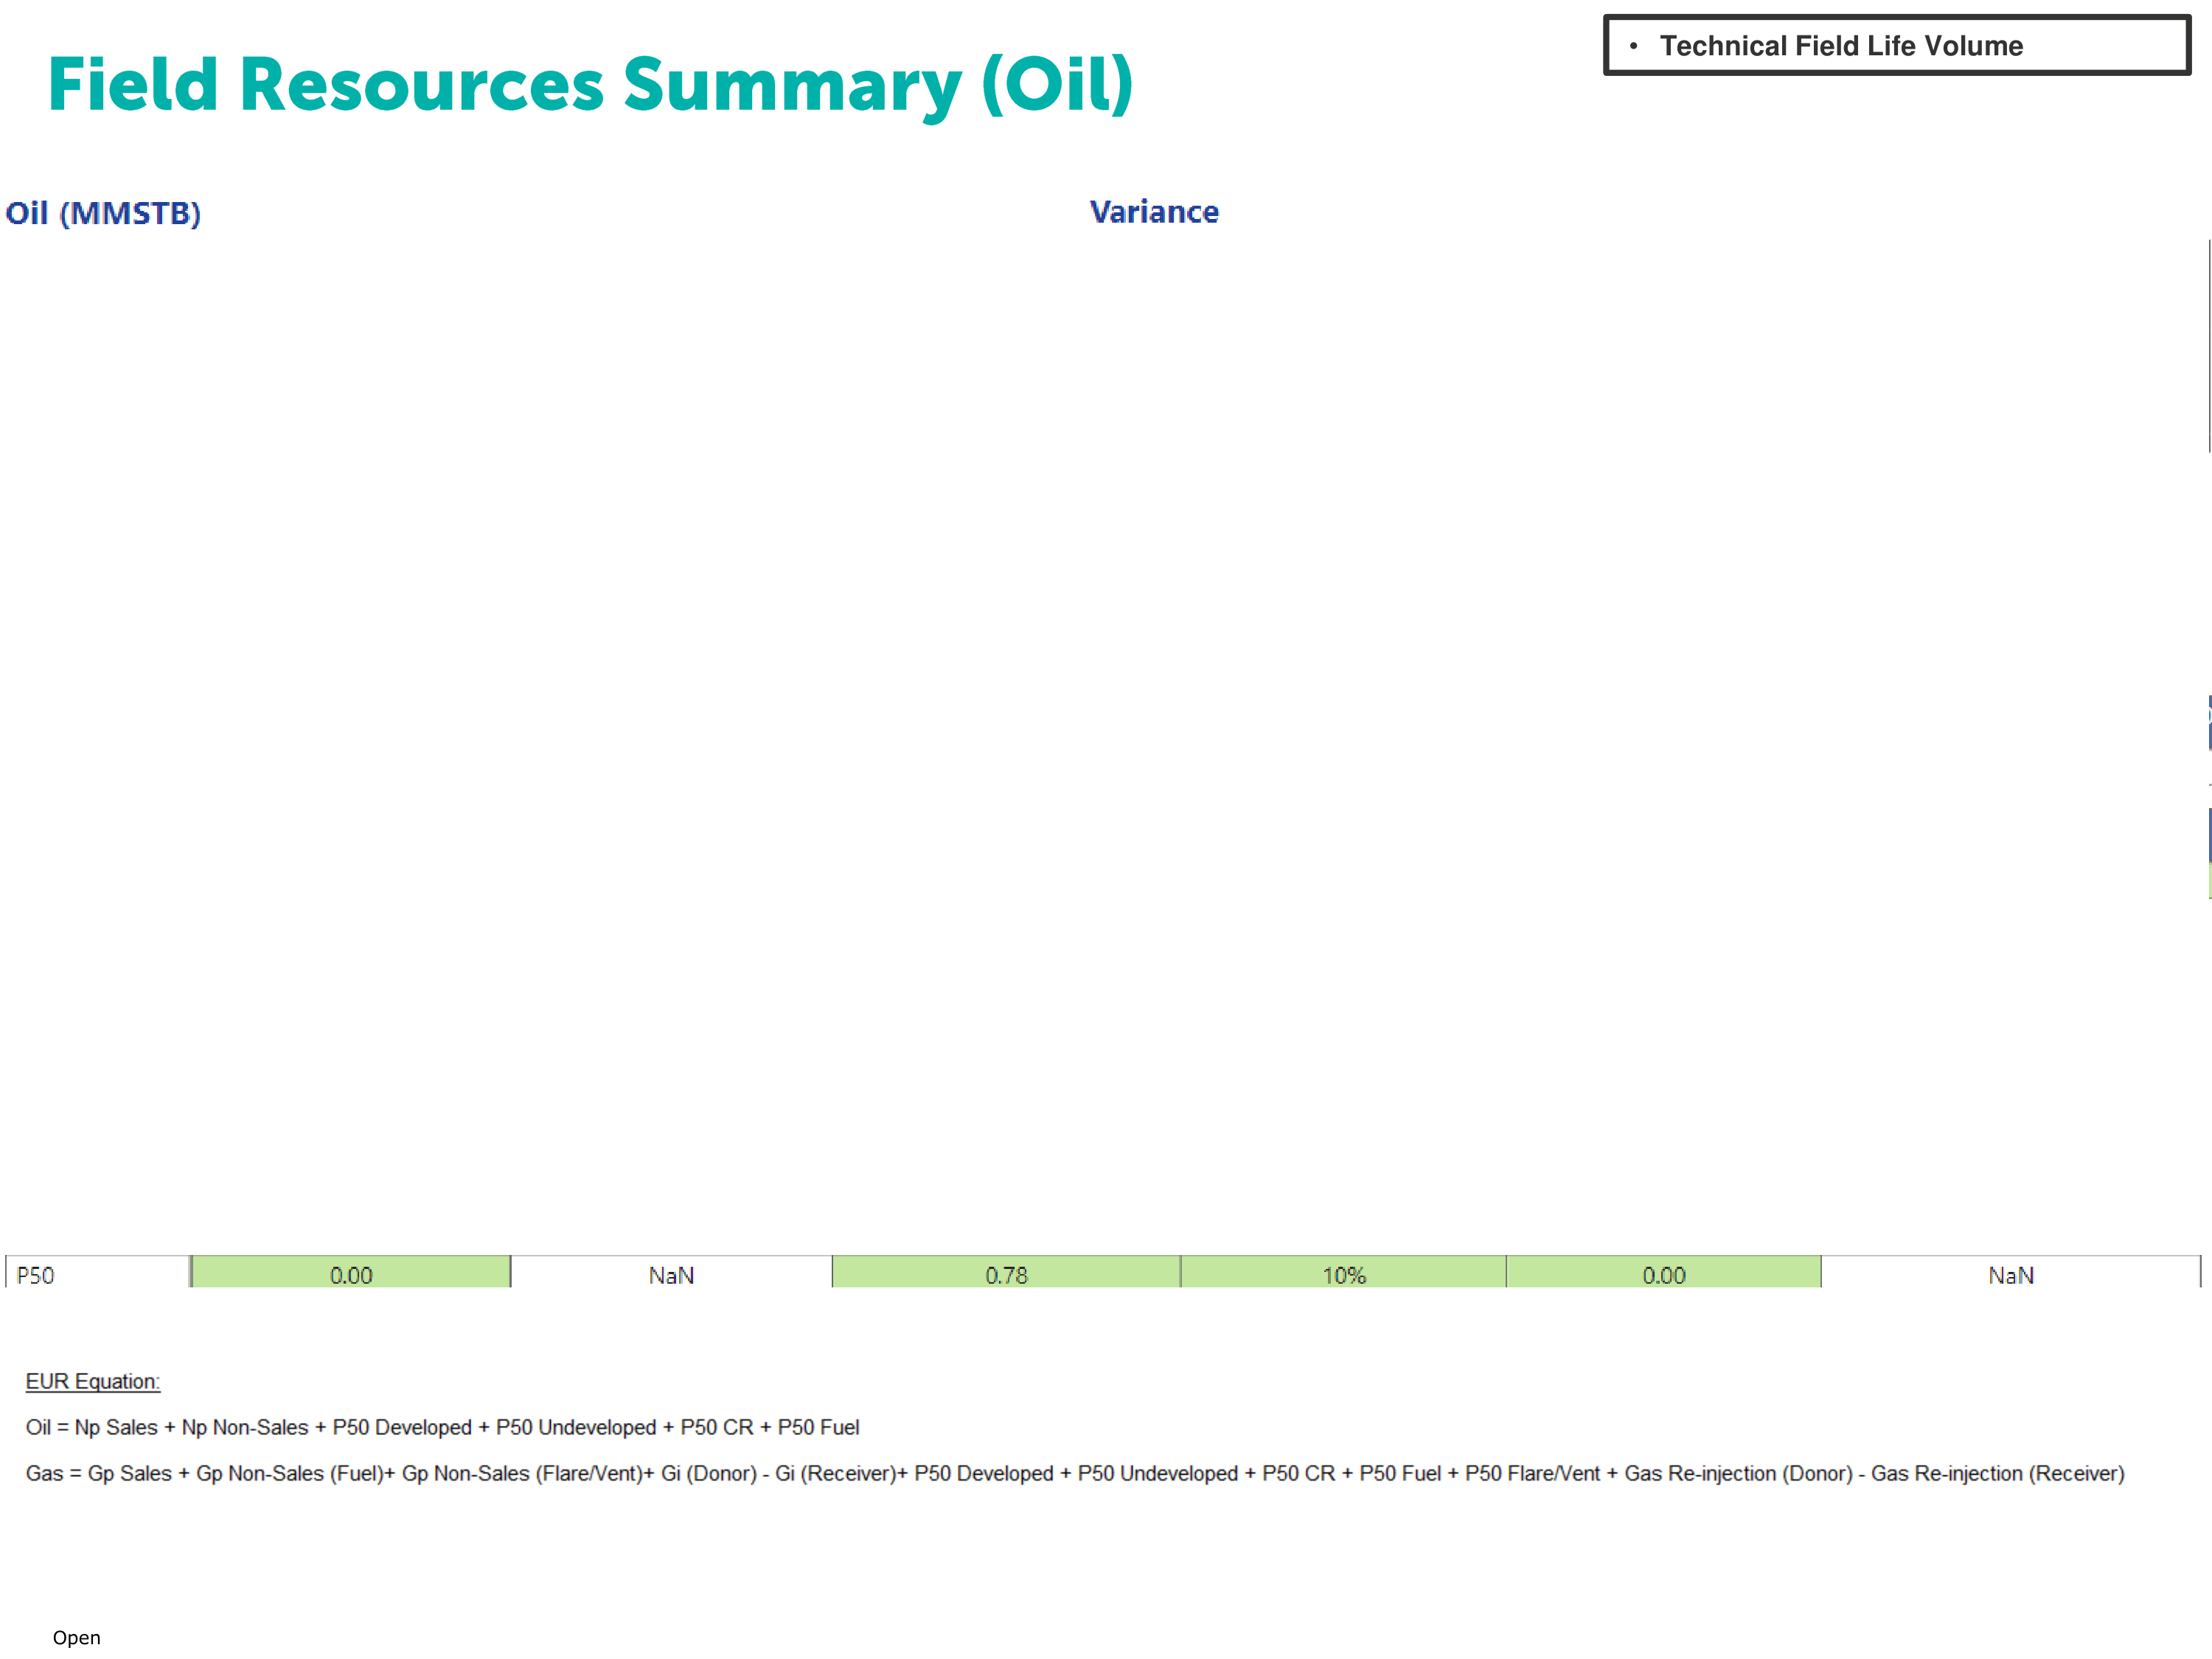 • Technical Field Life Volume
Field Resources Summary (Oil)
Oil (MMSTB) Variance
P50 0.00 NaN 0.78 10% 0.00 NaN
EUR Equation:
Oil = Np Sales + Np Non-Sales + P50 Developed + P50 Undeveloped + P50 CR + P50 Fuel
Gas = Gp Sales + Gp Non-Sales (Fuel)+ Gp Non-Sales (Flare/Vent)+ Gi (Donor) - Gi (Receiver)+ P50 Developed + P50 Undeveloped + P50 CR + P50 Fuel + P50 Flare/Vent + Gas Re-injection (Donor) - Gas Re-injection (Receiver)
Open